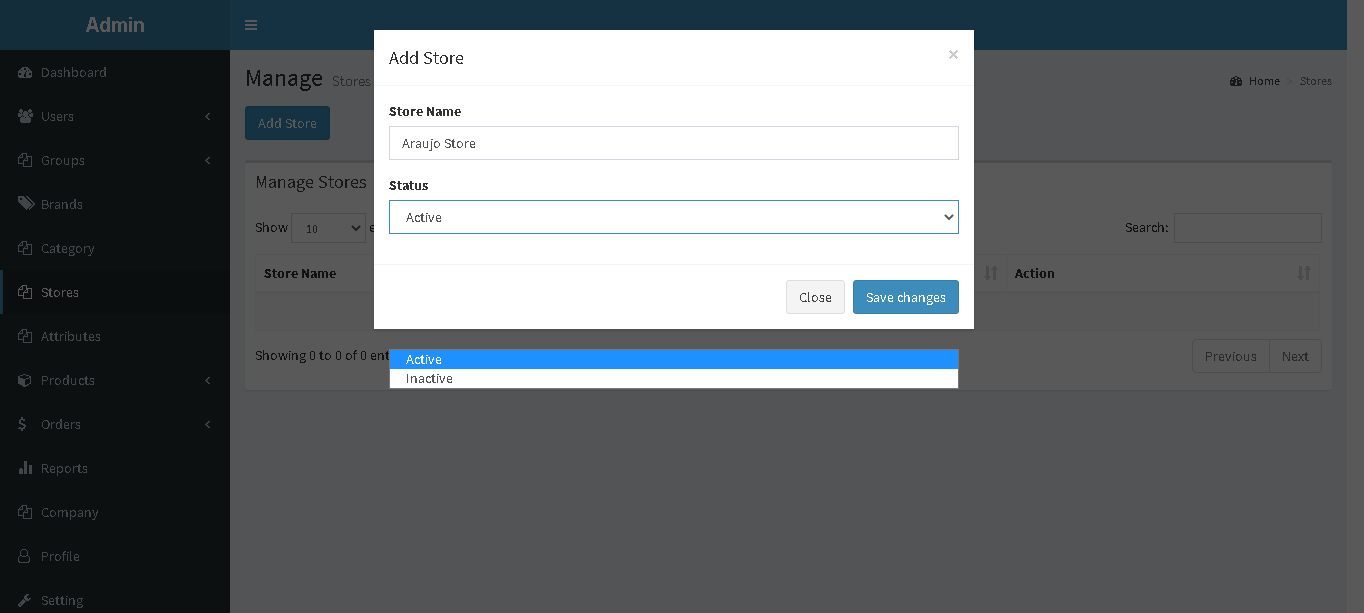 Admin
Dashboard
Users
Groups
Brands
Category
Stores
Attributes
Products
Orders
Reports
Company
Profile
Setting
Manage Stores
Home > Stores
Add Store
Manage Stores
Show 10 e
Search:
Store Name
Action
Showing 0 to 0 of 0 ent
Previous Next
Add Store ×
Store Name
Araujo Store
Status
Active
Close Save changes
Active
Inactive